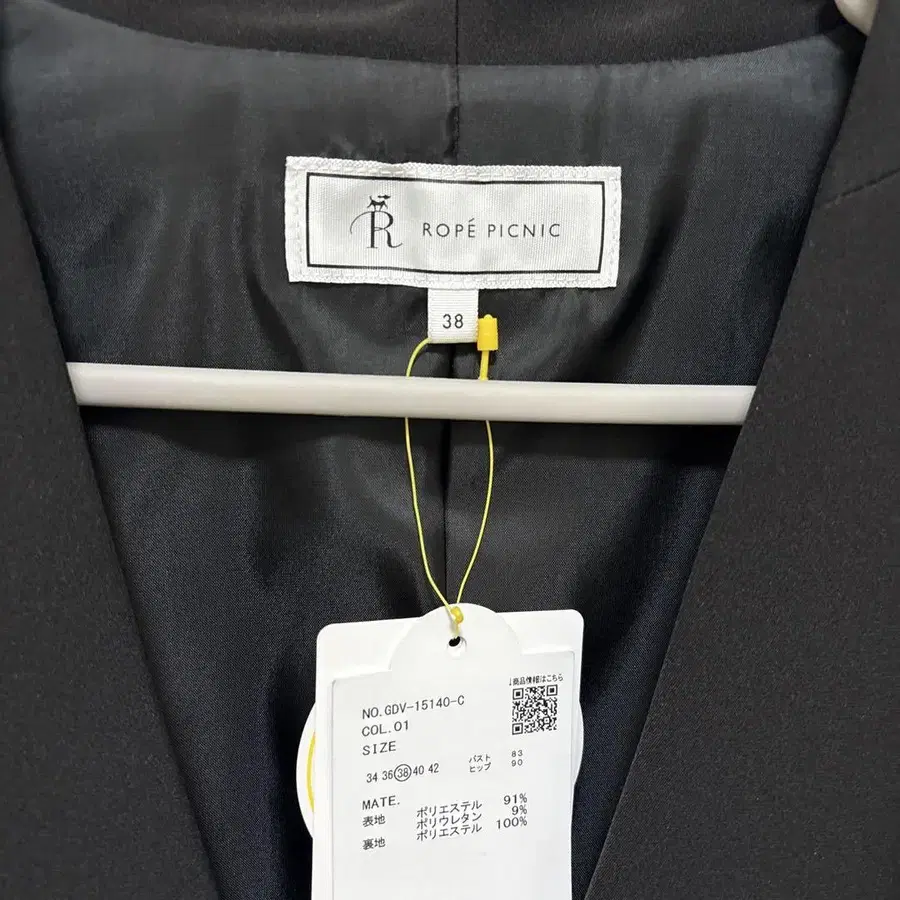 R ROPÉ PICNIC
38
↓商品情報はこちら
NO.GDV-15140-C
COL.01
SIZE
34 36 38 40 42
バスト 83
ヒップ 90
MATE.
表地 ポリエステル 91%
ポリウレタン 9%
裏地 ポリエステル 100%